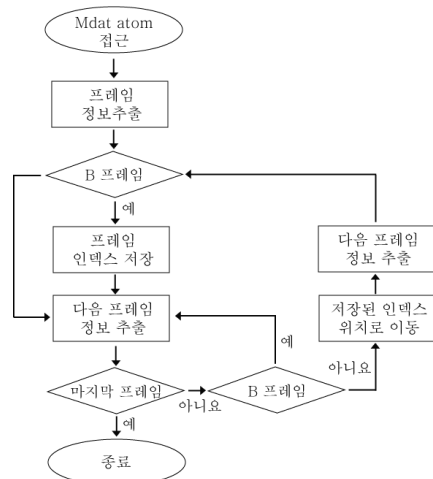 Mdat atom
접근
프레임
정보추출
B 프레임
예
프레임
인덱스 저장
다음 프레임
정보 추출
다음 프레임
정보 추출
저장된 인덱스
위치로 이동
예
아니요
마지막 프레임
아니요
B 프레임
예
종료